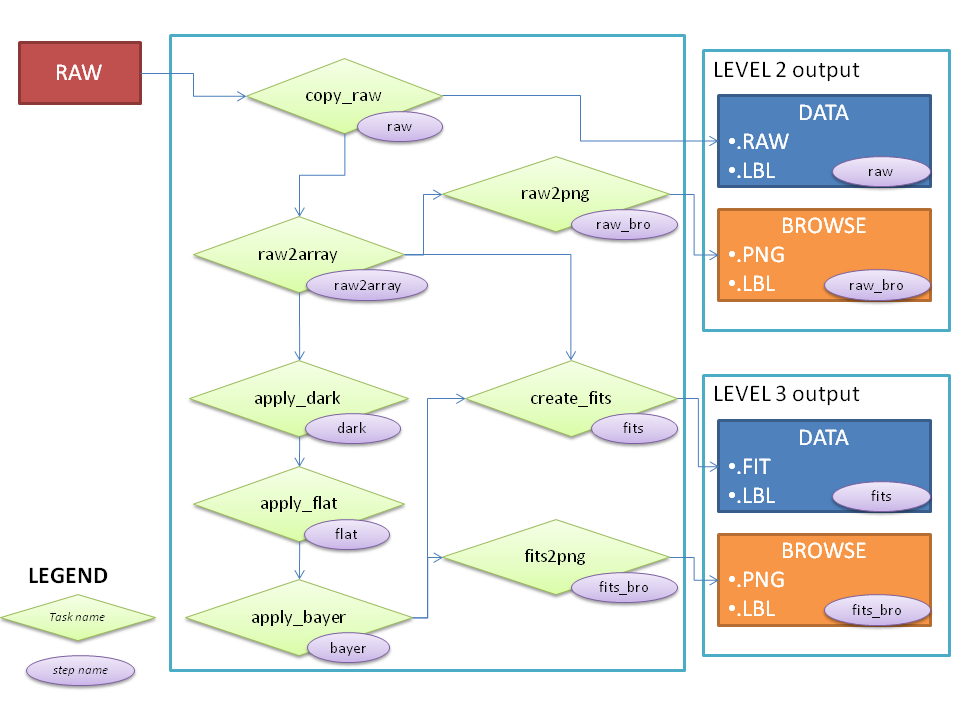 RAW
copy_raw
raw
raw2png
raw_bro
raw2array
raw2array
apply_dark
dark
create_fits
fits
apply_flat
flat
fits2png
fits_bro
apply_bayer
bayer
LEVEL 2 output
DATA
•.RAW
•.LBL
raw
BROWSE
•.PNG
•.LBL
raw_bro
LEVEL 3 output
DATA
•.FIT
•.LBL
fits
BROWSE
•.PNG
•.LBL
fits_bro
LEGEND
Task name
step name